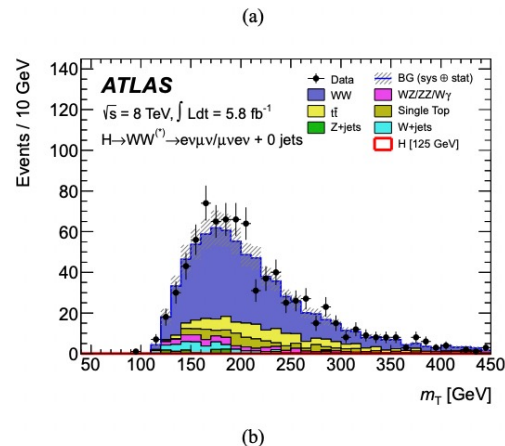 (a)
Events / 10 GeV
140
120
100
80
60
40
20
0
ATLAS
√s = 8 TeV, ∫ Ldt = 5.8 fb⁻¹
H→WW(*)→eνμν/μνeν + 0 jets
Data
BG (sys ⊕ stat)
WW
WZ/ZZ/Wγ
tt̄
Single Top
Z+jets
W+jets
H [125 GeV]
50 100 150 200 250 300 350 400 450
mT [GeV]
(b)